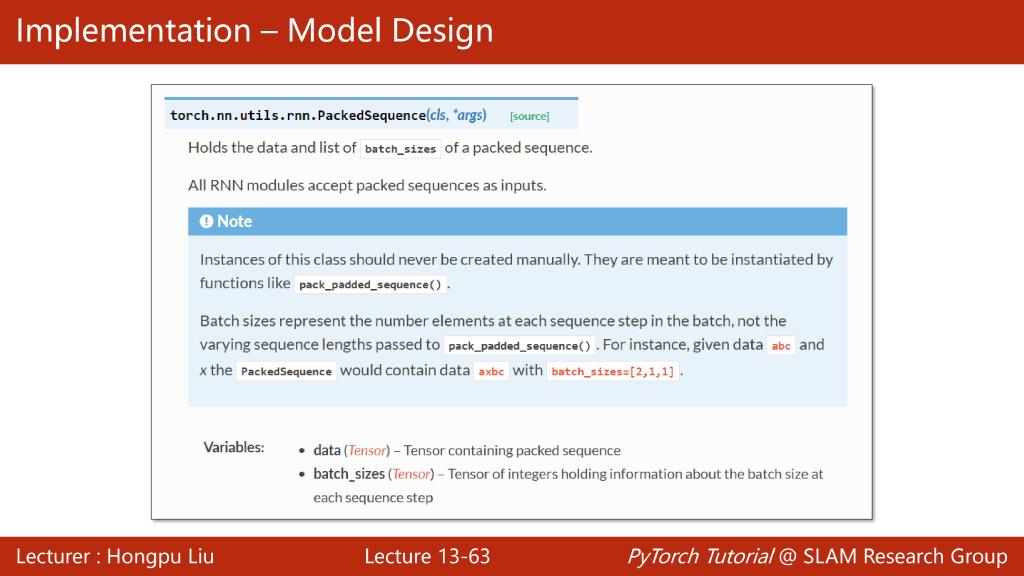 Implementation – Model Design
torch.nn.utils.rnn.PackedSequence(cls, *args) [source]
Holds the data and list of batch_sizes of a packed sequence.
All RNN modules accept packed sequences as inputs.
Note
Instances of this class should never be created manually. They are meant to be instantiated by
functions like pack_padded_sequence() .
Batch sizes represent the number elements at each sequence step in the batch, not the
varying sequence lengths passed to pack_padded_sequence() . For instance, given data abc and
x the PackedSequence would contain data axbc with batch_sizes=[2,1,1] .
Variables: • data (Tensor) – Tensor containing packed sequence
• batch_sizes (Tensor) – Tensor of integers holding information about the batch size at
each sequence step
Lecturer : Hongpu Liu Lecture 13-63 PyTorch Tutorial @ SLAM Research Group